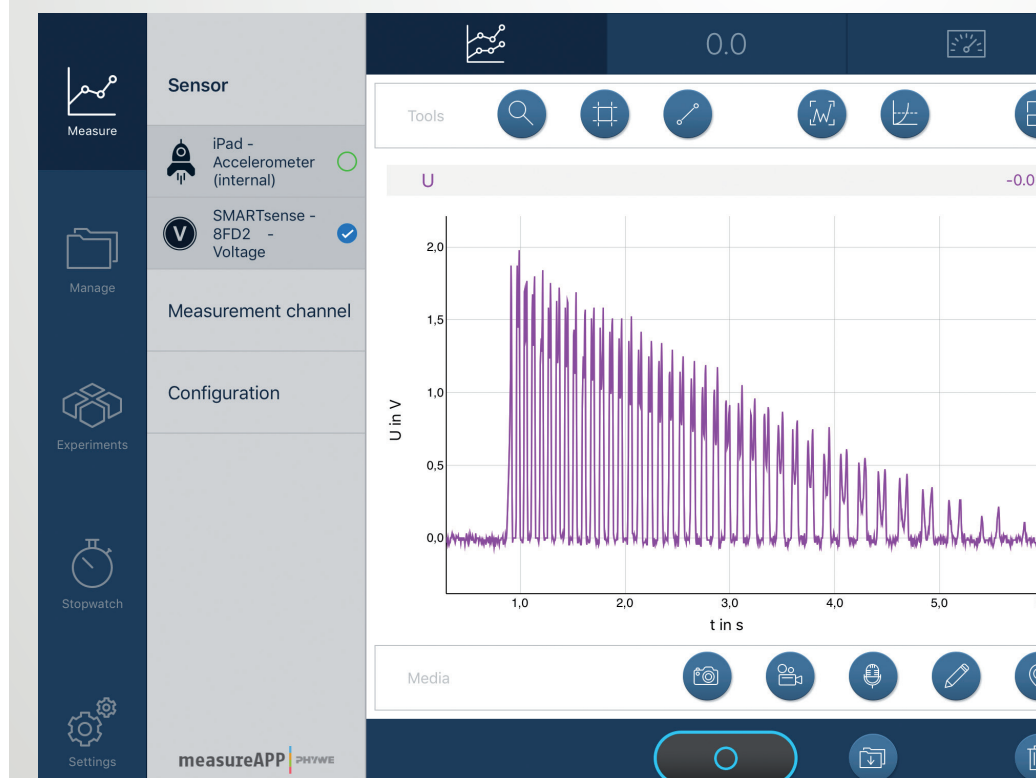 0.0
Measure
Sensor
Tools
iPad -
Accelerometer
(internal)
U
-0.0
SMARTsense -
8FD2 -
Voltage
V
Manage
Measurement channel
Configuration
Experiments
Stopwatch
Settings
measureAPP PHYWE
U in V
2,0
1,5
1,0
0,5
0,0
1,0
2,0
3,0
4,0
5,0
t in s
Media